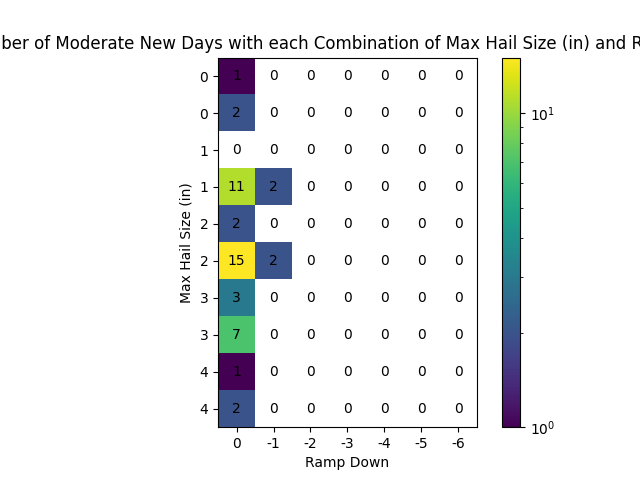 ber of Moderate New Days with each Combination of Max Hail Size (in) and R
0 1 0 0 0 0 0 0
0 2 0 0 0 0 0 0
1 0 0 0 0 0 0 0
1 11 2 0 0 0 0 0
2 2 0 0 0 0 0 0
2 15 2 0 0 0 0 0
3 3 0 0 0 0 0 0
3 7 0 0 0 0 0 0
4 1 0 0 0 0 0 0
4 2 0 0 0 0 0 0
0 -1 -2 -3 -4 -5 -6
Ramp Down
Max Hail Size (in)
10¹
10⁰